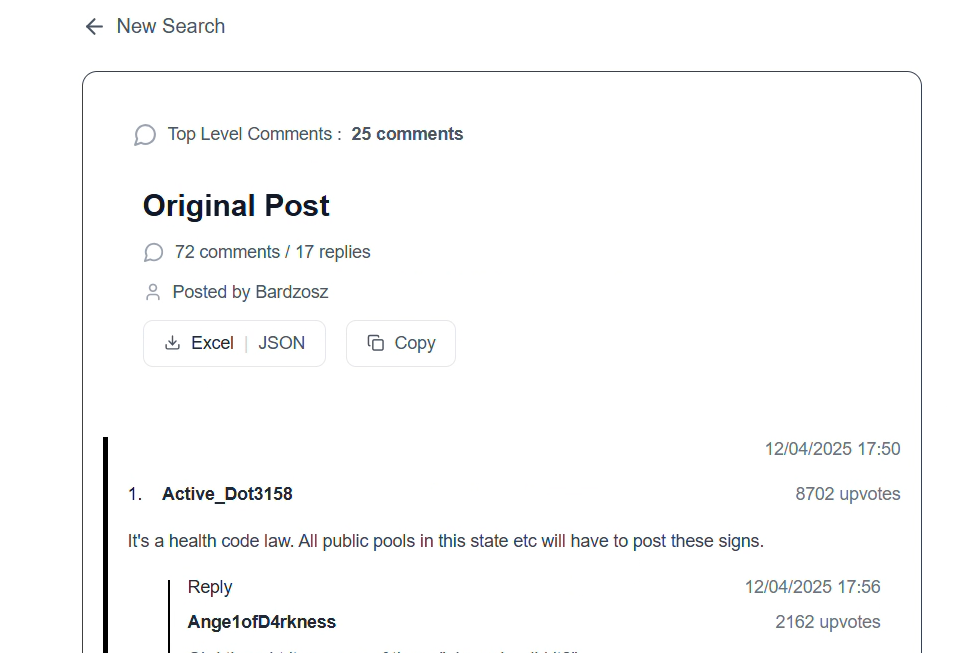 New Search
Top Level Comments : 25 comments
Original Post
72 comments / 17 replies
Posted by Bardzosz
Excel | JSON Copy
12/04/2025 17:50
1. Active_Dot3158 8702 upvotes
It's a health code law. All public pools in this state etc will have to post these signs.
Reply 12/04/2025 17:56
Ange1ofD4rkness 2162 upvotes